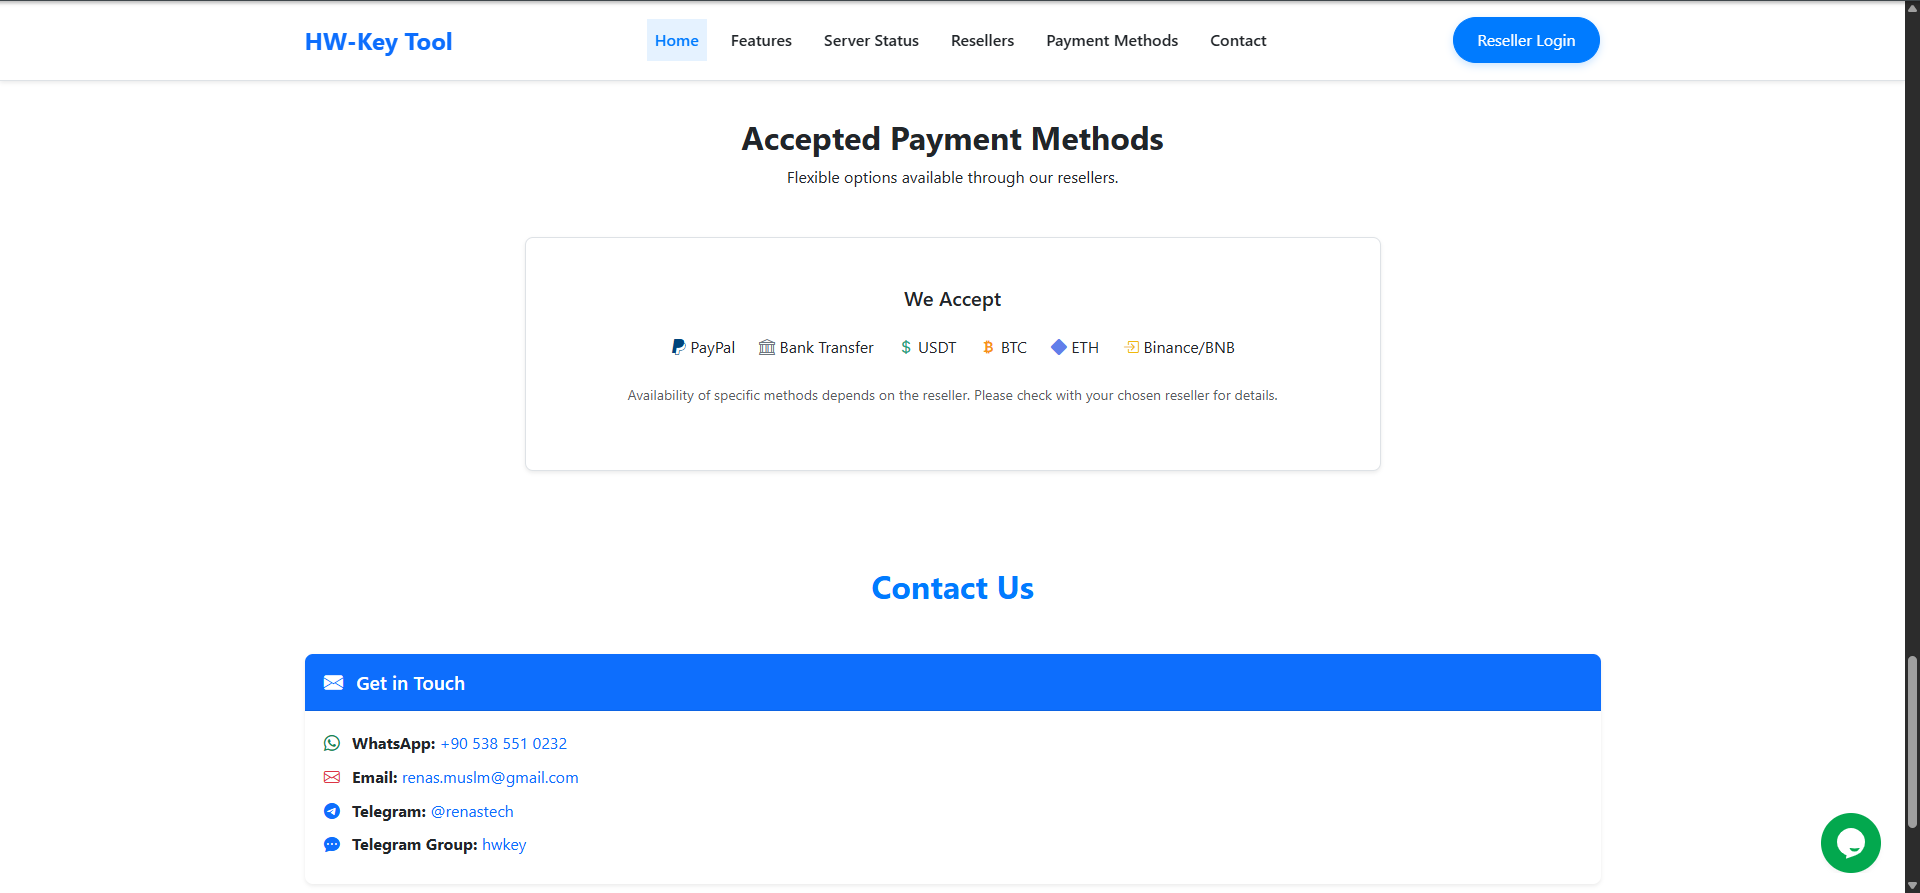 HW-Key Tool
Home Features Server Status Resellers Payment Methods Contact
Reseller Login
Accepted Payment Methods
Flexible options available through our resellers.
We Accept
PayPal Bank Transfer USDT BTC ETH Binance/BNB
Availability of specific methods depends on the reseller. Please check with your chosen reseller for details.
Contact Us
Get in Touch
WhatsApp: +90 538 551 0232
Email: renas.muslm@gmail.com
Telegram: @renastech
Telegram Group: hwkey